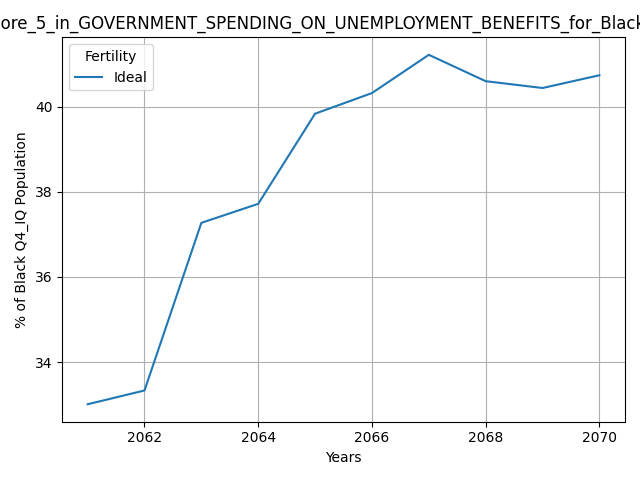 ore_5_in_GOVERNMENT_SPENDING_ON_UNEMPLOYMENT_BENEFITS_for_Black
Fertility
Ideal
% of Black Q4_IQ Population
40
38
36
34
2062 2064 2066 2068 2070
Years